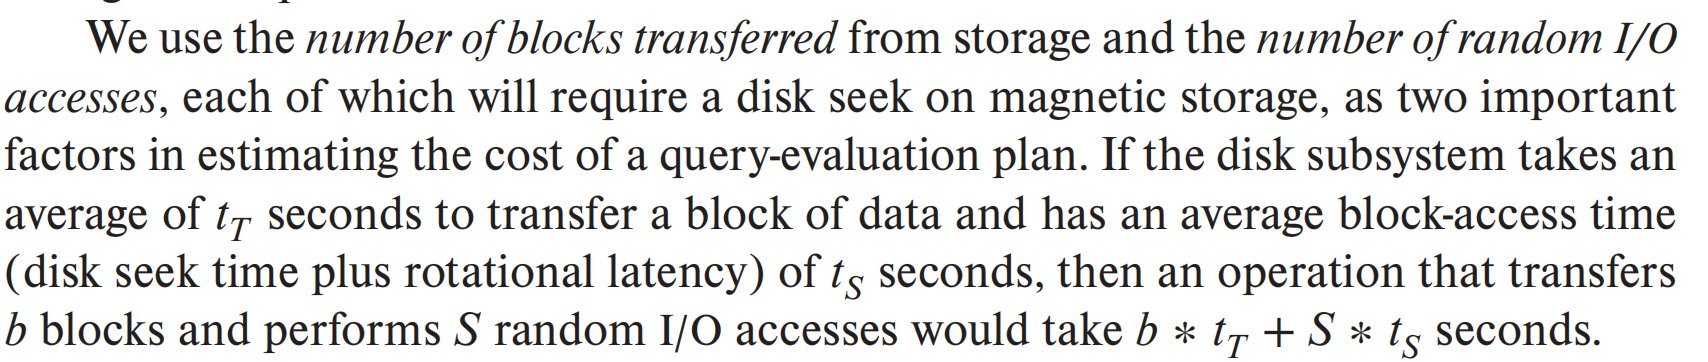 We use the number of blocks transferred from storage and the number of random I/O
accesses, each of which will require a disk seek on magnetic storage, as two important
factors in estimating the cost of a query-evaluation plan. If the disk subsystem takes an
average of t_T seconds to transfer a block of data and has an average block-access time
(disk seek time plus rotational latency) of t_S seconds, then an operation that transfers
b blocks and performs S random I/O accesses would take b ∗ t_T + S ∗ t_S seconds.